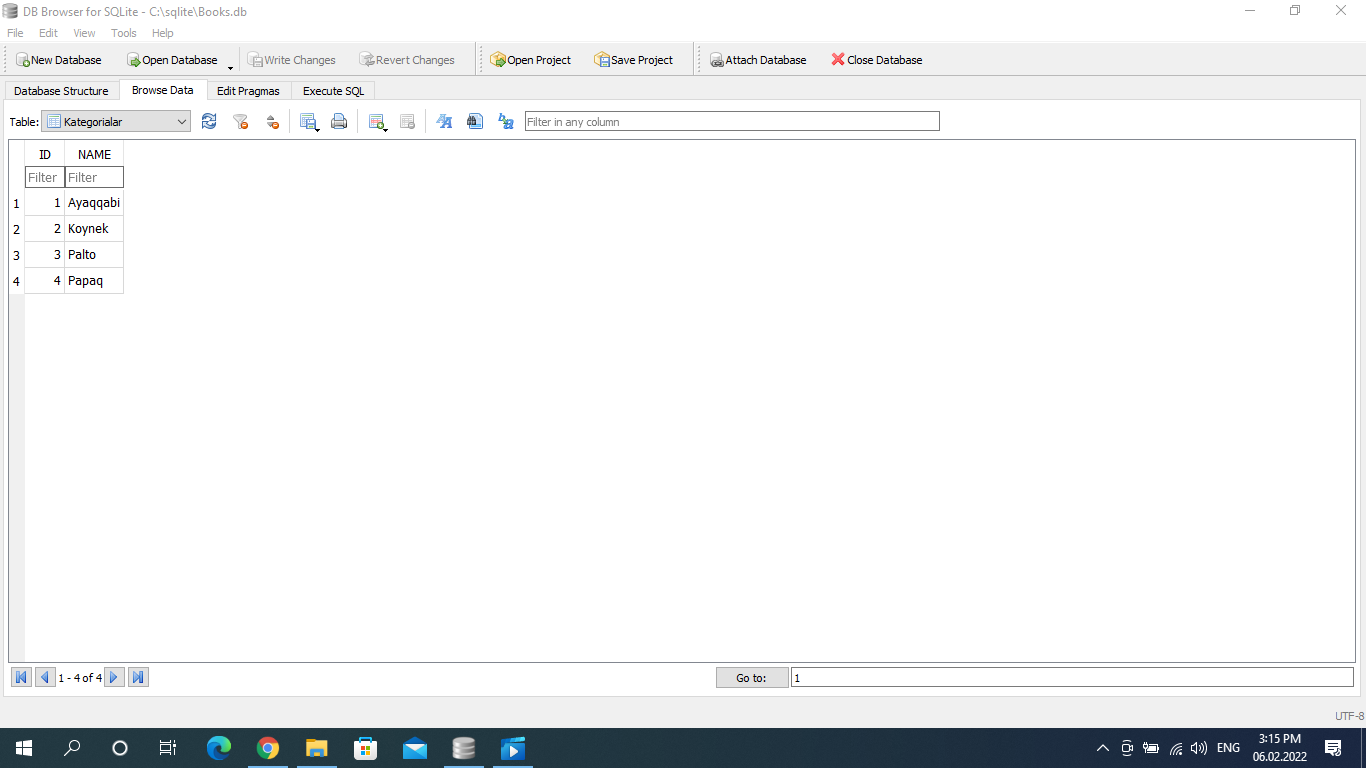 DB Browser for SQLite - C:\sqlite\Books.db
File Edit View Tools Help
New Database Open Database Write Changes Revert Changes Open Project Save Project Attach Database Close Database
Database Structure Browse Data Edit Pragmas Execute SQL
Table: Kategorialar Filter in any column
ID NAME
Filter Filter
1 1 Ayaqqabi
2 2 Koynek
3 3 Palto
4 4 Papaq
1 - 4 of 4 Go to: 1
UTF-8
ENG 3:15 PM
06.02.2022